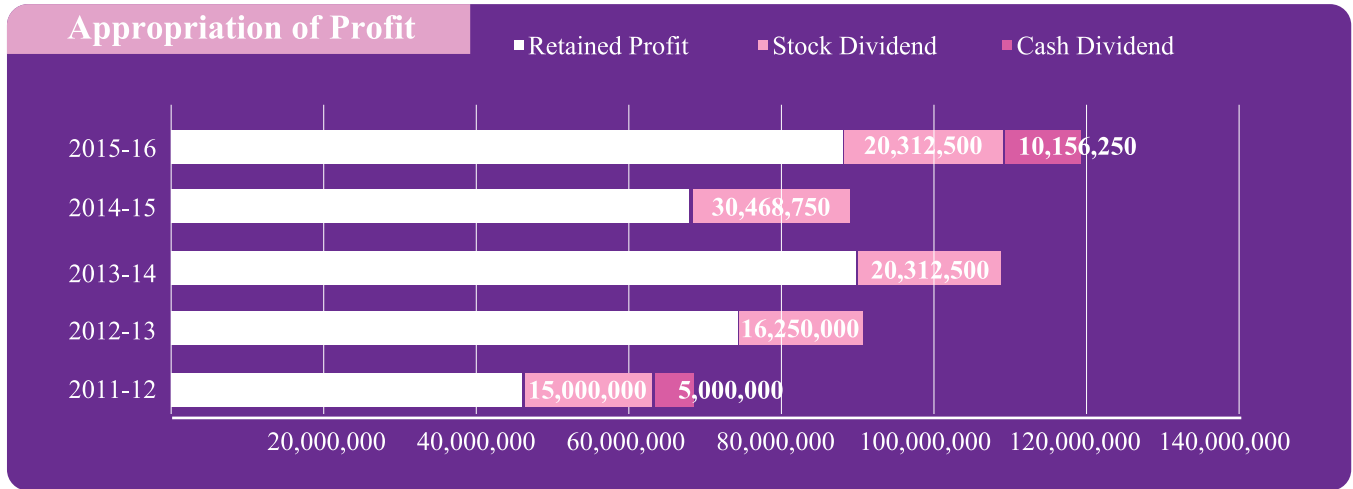 Appropriation of Profit
Retained Profit Stock Dividend Cash Dividend
2015-16 20,312,500 10,156,250
2014-15 30,468,750
2013-14 20,312,500
2012-13 16,250,000
2011-12 15,000,000 5,000,000
20,000,000 40,000,000 60,000,000 80,000,000 100,000,000 120,000,000 140,000,000